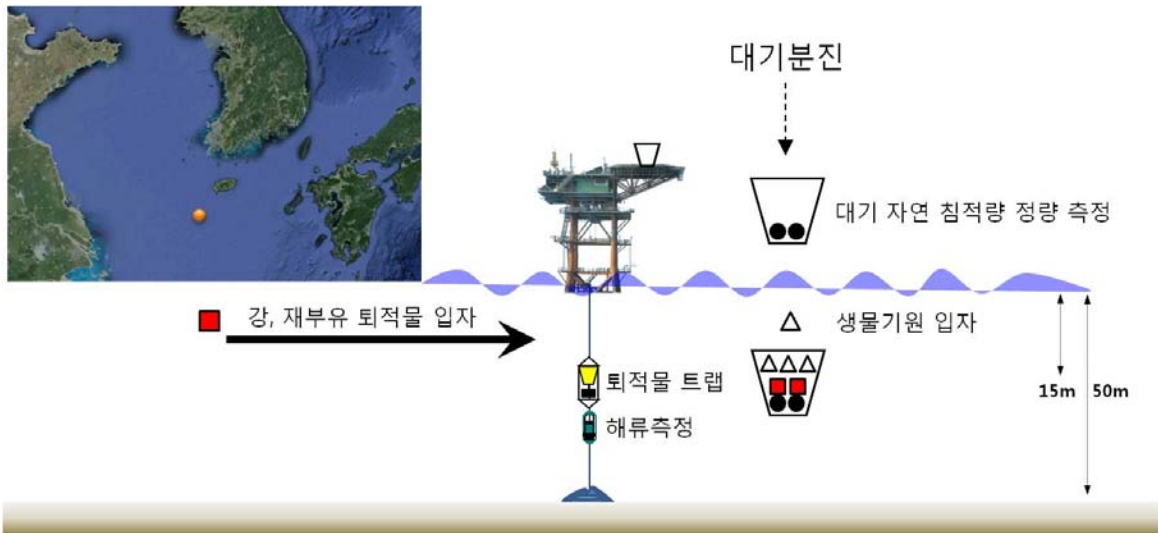 대기분진
대기 자연 침적량 정량 측정
강, 재부유 퇴적물 입자
생물기원 입자
퇴적물 트랩
15m
50m
해류측정